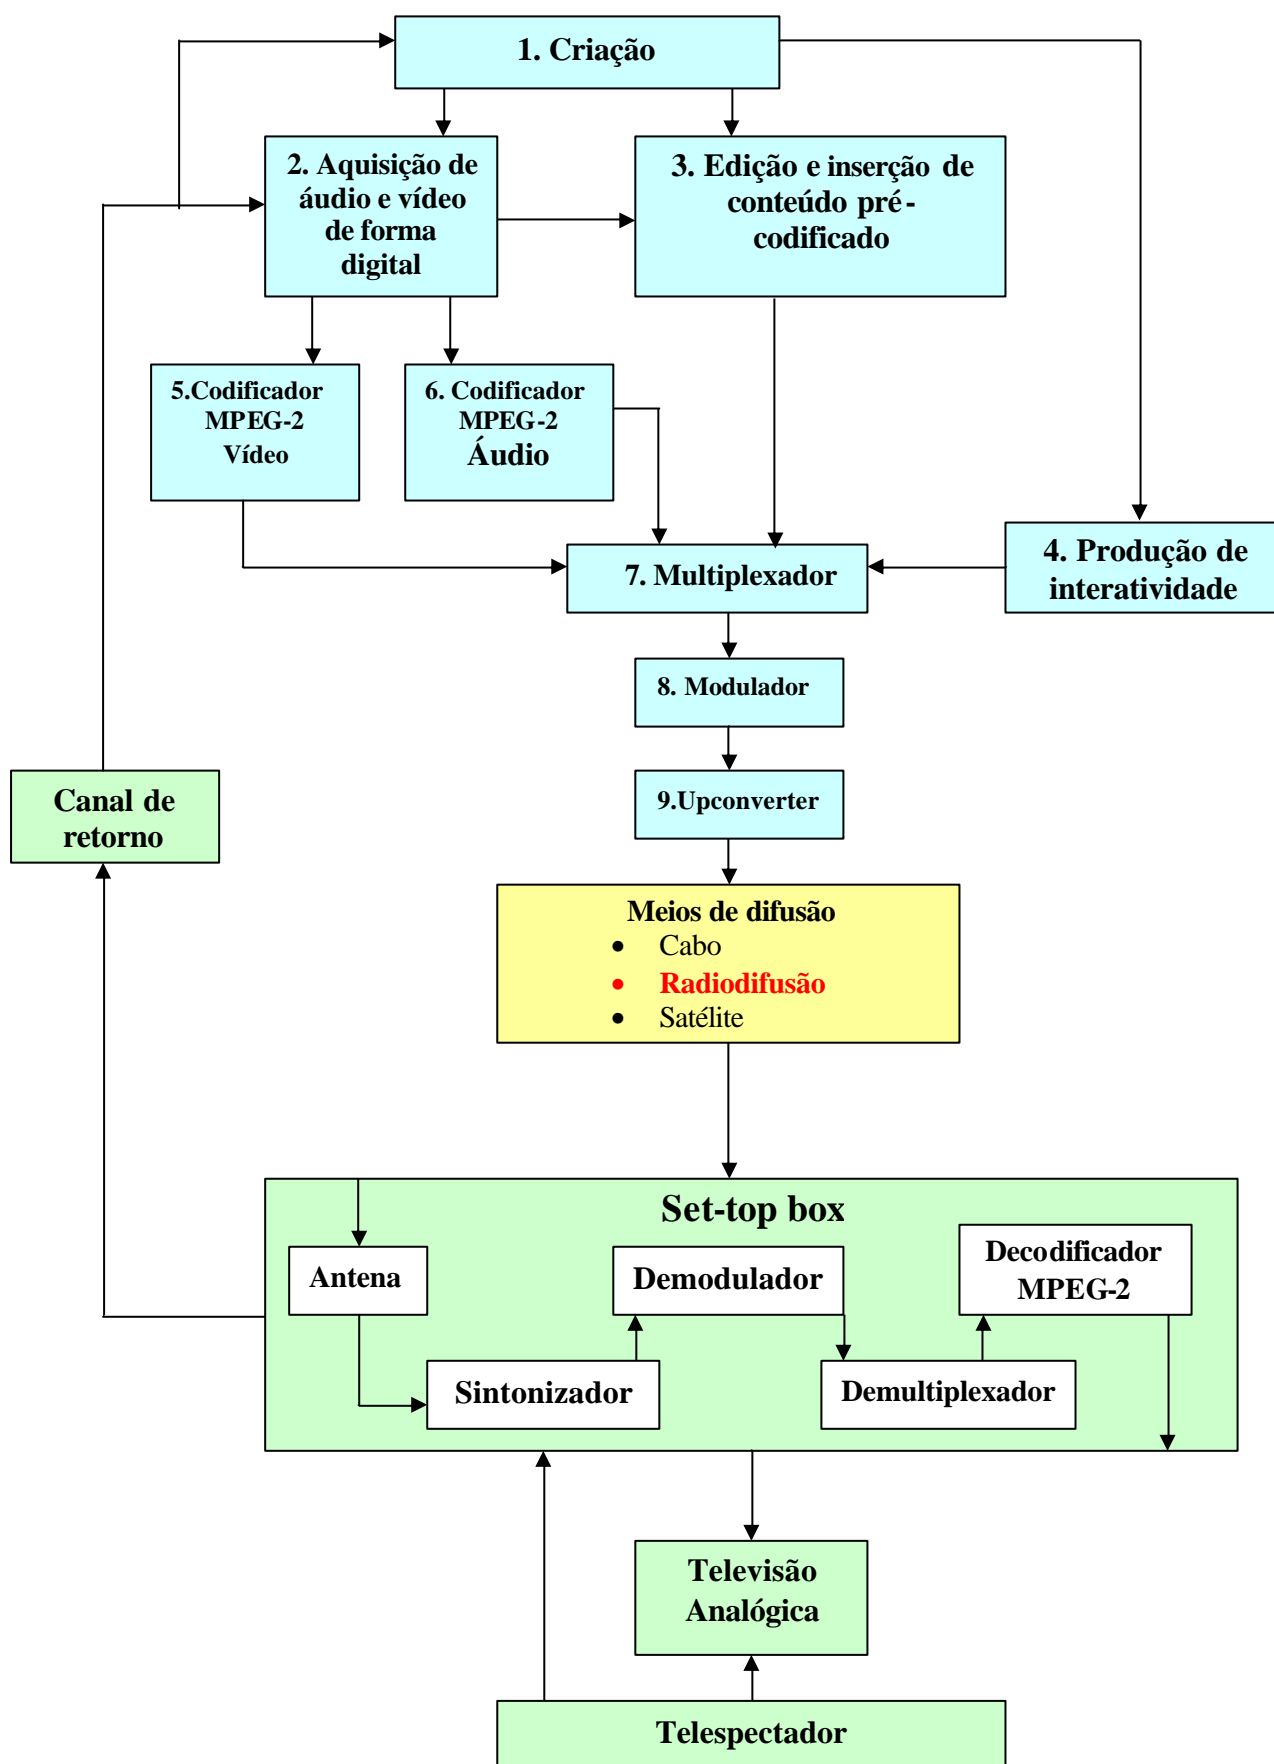 1. Criação
2. Aquisição de
áudio e vídeo
de forma
digital
3. Edição e inserção de
conteúdo pré-
codificado
5.Codificador
MPEG-2
Vídeo
6. Codificador
MPEG-2
Áudio
4. Produção de
interatividade
7. Multiplexador
8. Modulador
9.Upconverter
Canal de
retorno
Meios de difusão
• Cabo
• Radiodifusão
• Satélite
Set-top box
Antena
Demodulador
Decodificador
MPEG-2
Sintonizador
Demultiplexador
Televisão
Analógica
Telespectador